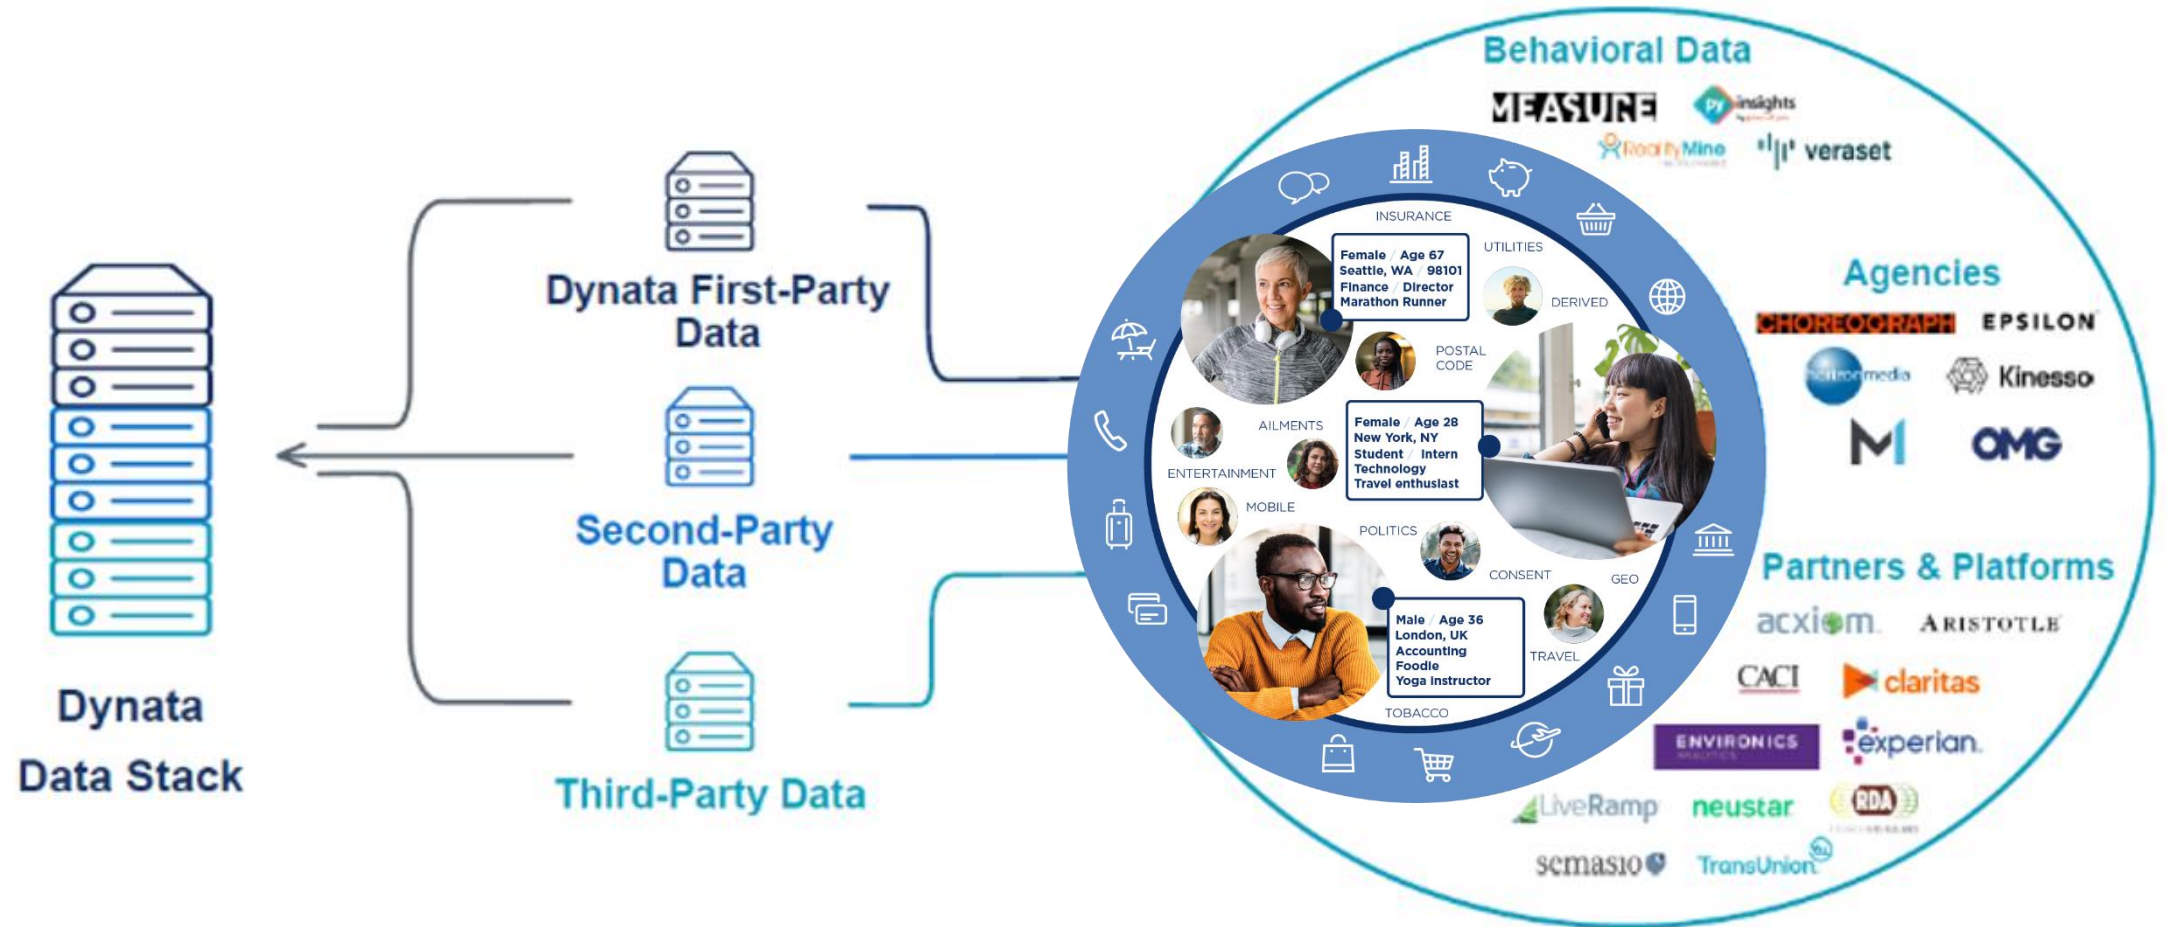 Dynata
Data Stack
Dynata First-Party
Data
Second-Party
Data
Third-Party Data
INSURANCE
UTILITIES
Female / Age 67
Seattle, WA / 98101
Finance / Director
Marathon Runner
DERIVED
POSTAL
CODE
AILMENTS
Female / Age 28
New York, NY
Student / Intern
Technology
Travel enthusiast
ENTERTAINMENT
MOBILE
POLITICS
CONSENT
GEO
Male / Age 36
London, UK
Accounting
Foodie
Yoga Instructor
TRAVEL
TOBACCO
Behavioral Data
MEASURE
py insights
RealityMine
veraset
Agencies
CHOREOGRAPH EPSILON
media
Kinesso
M
OMG
Partners & Platforms
acxiom. ARISTOTLE
CACI claritas
ENVIRONICS
ANALYTICS
experian.
LiveRamp neustar RDA
semasio TransUnion
tu